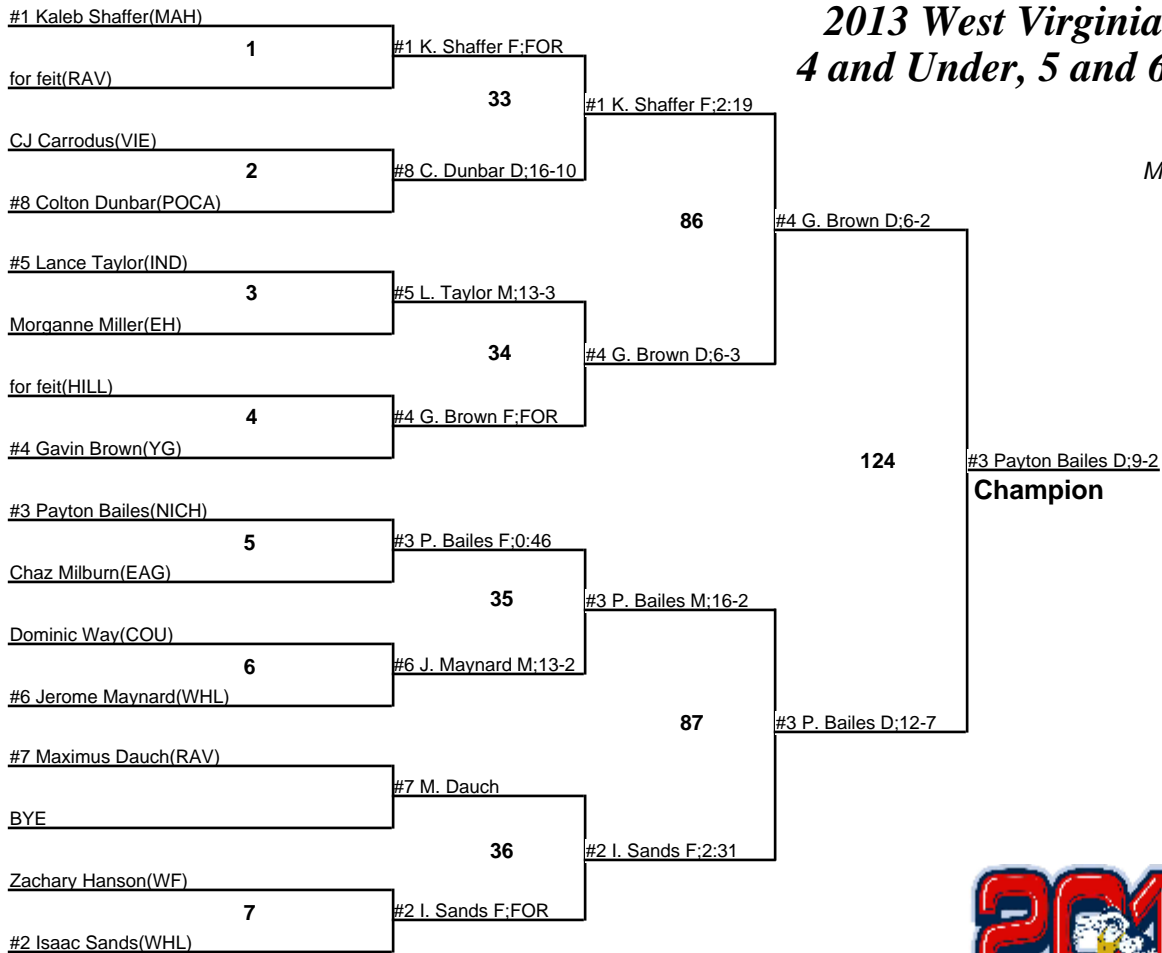 2013 West Virginia
4 and Under, 5 and 6
M
#1 Kaleb Shaffer(MAH)
1
for feit(RAV)
#1 K. Shaffer F;FOR
33
CJ Carrodus(VIE)
2
#8 Colton Dunbar(POCA)
#8 C. Dunbar D;16-10
#1 K. Shaffer F;2:19
86
#5 Lance Taylor(IND)
3
Morganne Miller(EH)
#5 L. Taylor M;13-3
34
for feit(HILL)
4
#4 Gavin Brown(YG)
#4 G. Brown F;FOR
#4 G. Brown D;6-3
#4 G. Brown D;6-2
124
#3 Payton Bailes D;9-2
Champion
#3 Payton Bailes(NICH)
5
Chaz Milburn(EAG)
#3 P. Bailes F;0:46
35
Dominic Way(COU)
6
#6 Jerome Maynard(WHL)
#6 J. Maynard M;13-2
#3 P. Bailes M;16-2
87
#3 P. Bailes D;12-7
#7 Maximus Dauch(RAV)
BYE
#7 M. Dauch
36
Zachary Hanson(WF)
7
#2 Isaac Sands(WHL)
#2 I. Sands F;FOR
#2 I. Sands F;2:31
201